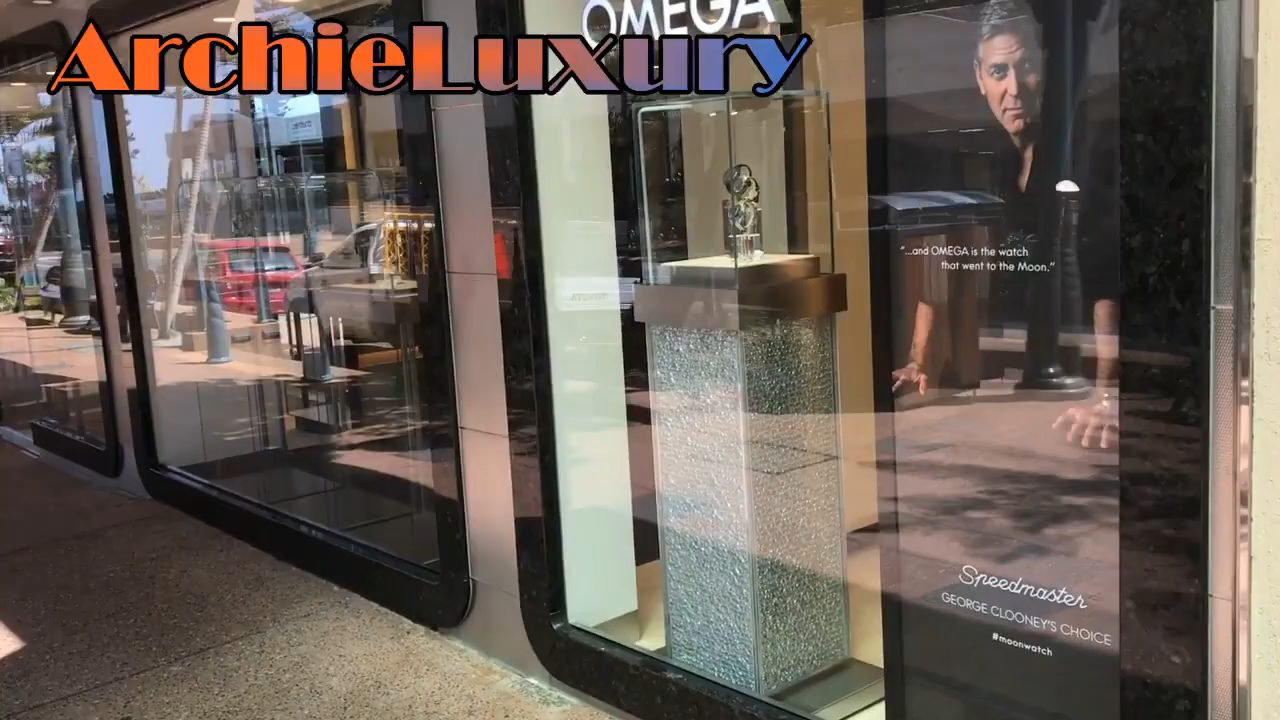 OMEGA
ArchieLuxury
“...and OMEGA is the watch
that went to the Moon.”
Speedmaster
GEORGE CLOONEY'S CHOICE
#moonwatch